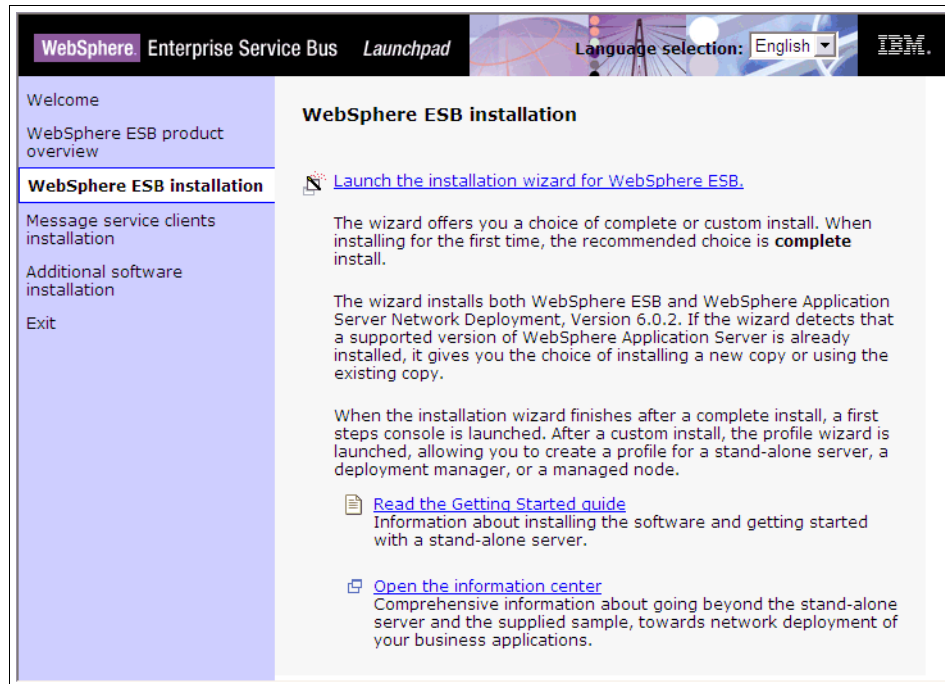 WebSphere. Enterprise Service Bus Launchpad
Language selection: English
IBM.
Welcome
WebSphere ESB product
overview
WebSphere ESB installation
Message service clients
installation
Additional software
installation
Exit
WebSphere ESB installation
Launch the installation wizard for WebSphere ESB.
The wizard offers you a choice of complete or custom install. When
installing for the first time, the recommended choice is complete
install.
The wizard installs both WebSphere ESB and WebSphere Application
Server Network Deployment, Version 6.0.2. If the wizard detects that
a supported version of WebSphere Application Server is already
installed, it gives you the choice of installing a new copy or using the
existing copy.
When the installation wizard finishes after a complete install, a first
steps console is launched. After a custom install, the profile wizard is
launched, allowing you to create a profile for a stand-alone server, a
deployment manager, or a managed node.
Read the Getting Started guide
Information about installing the software and getting started
with a stand-alone server.
Open the information center
Comprehensive information about going beyond the stand-alone
server and the supplied sample, towards network deployment of
your business applications.